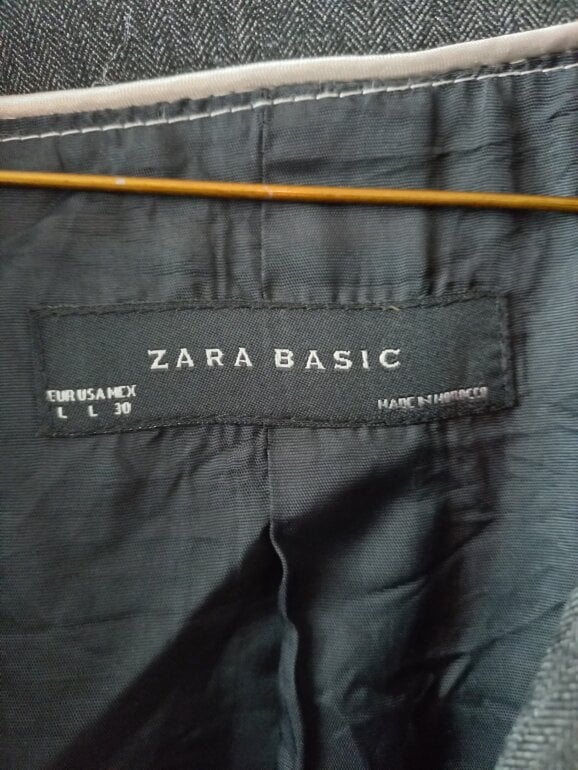 ZARA BASIC
EUR USA MEX
L L 30
MADE IN MOROCCO